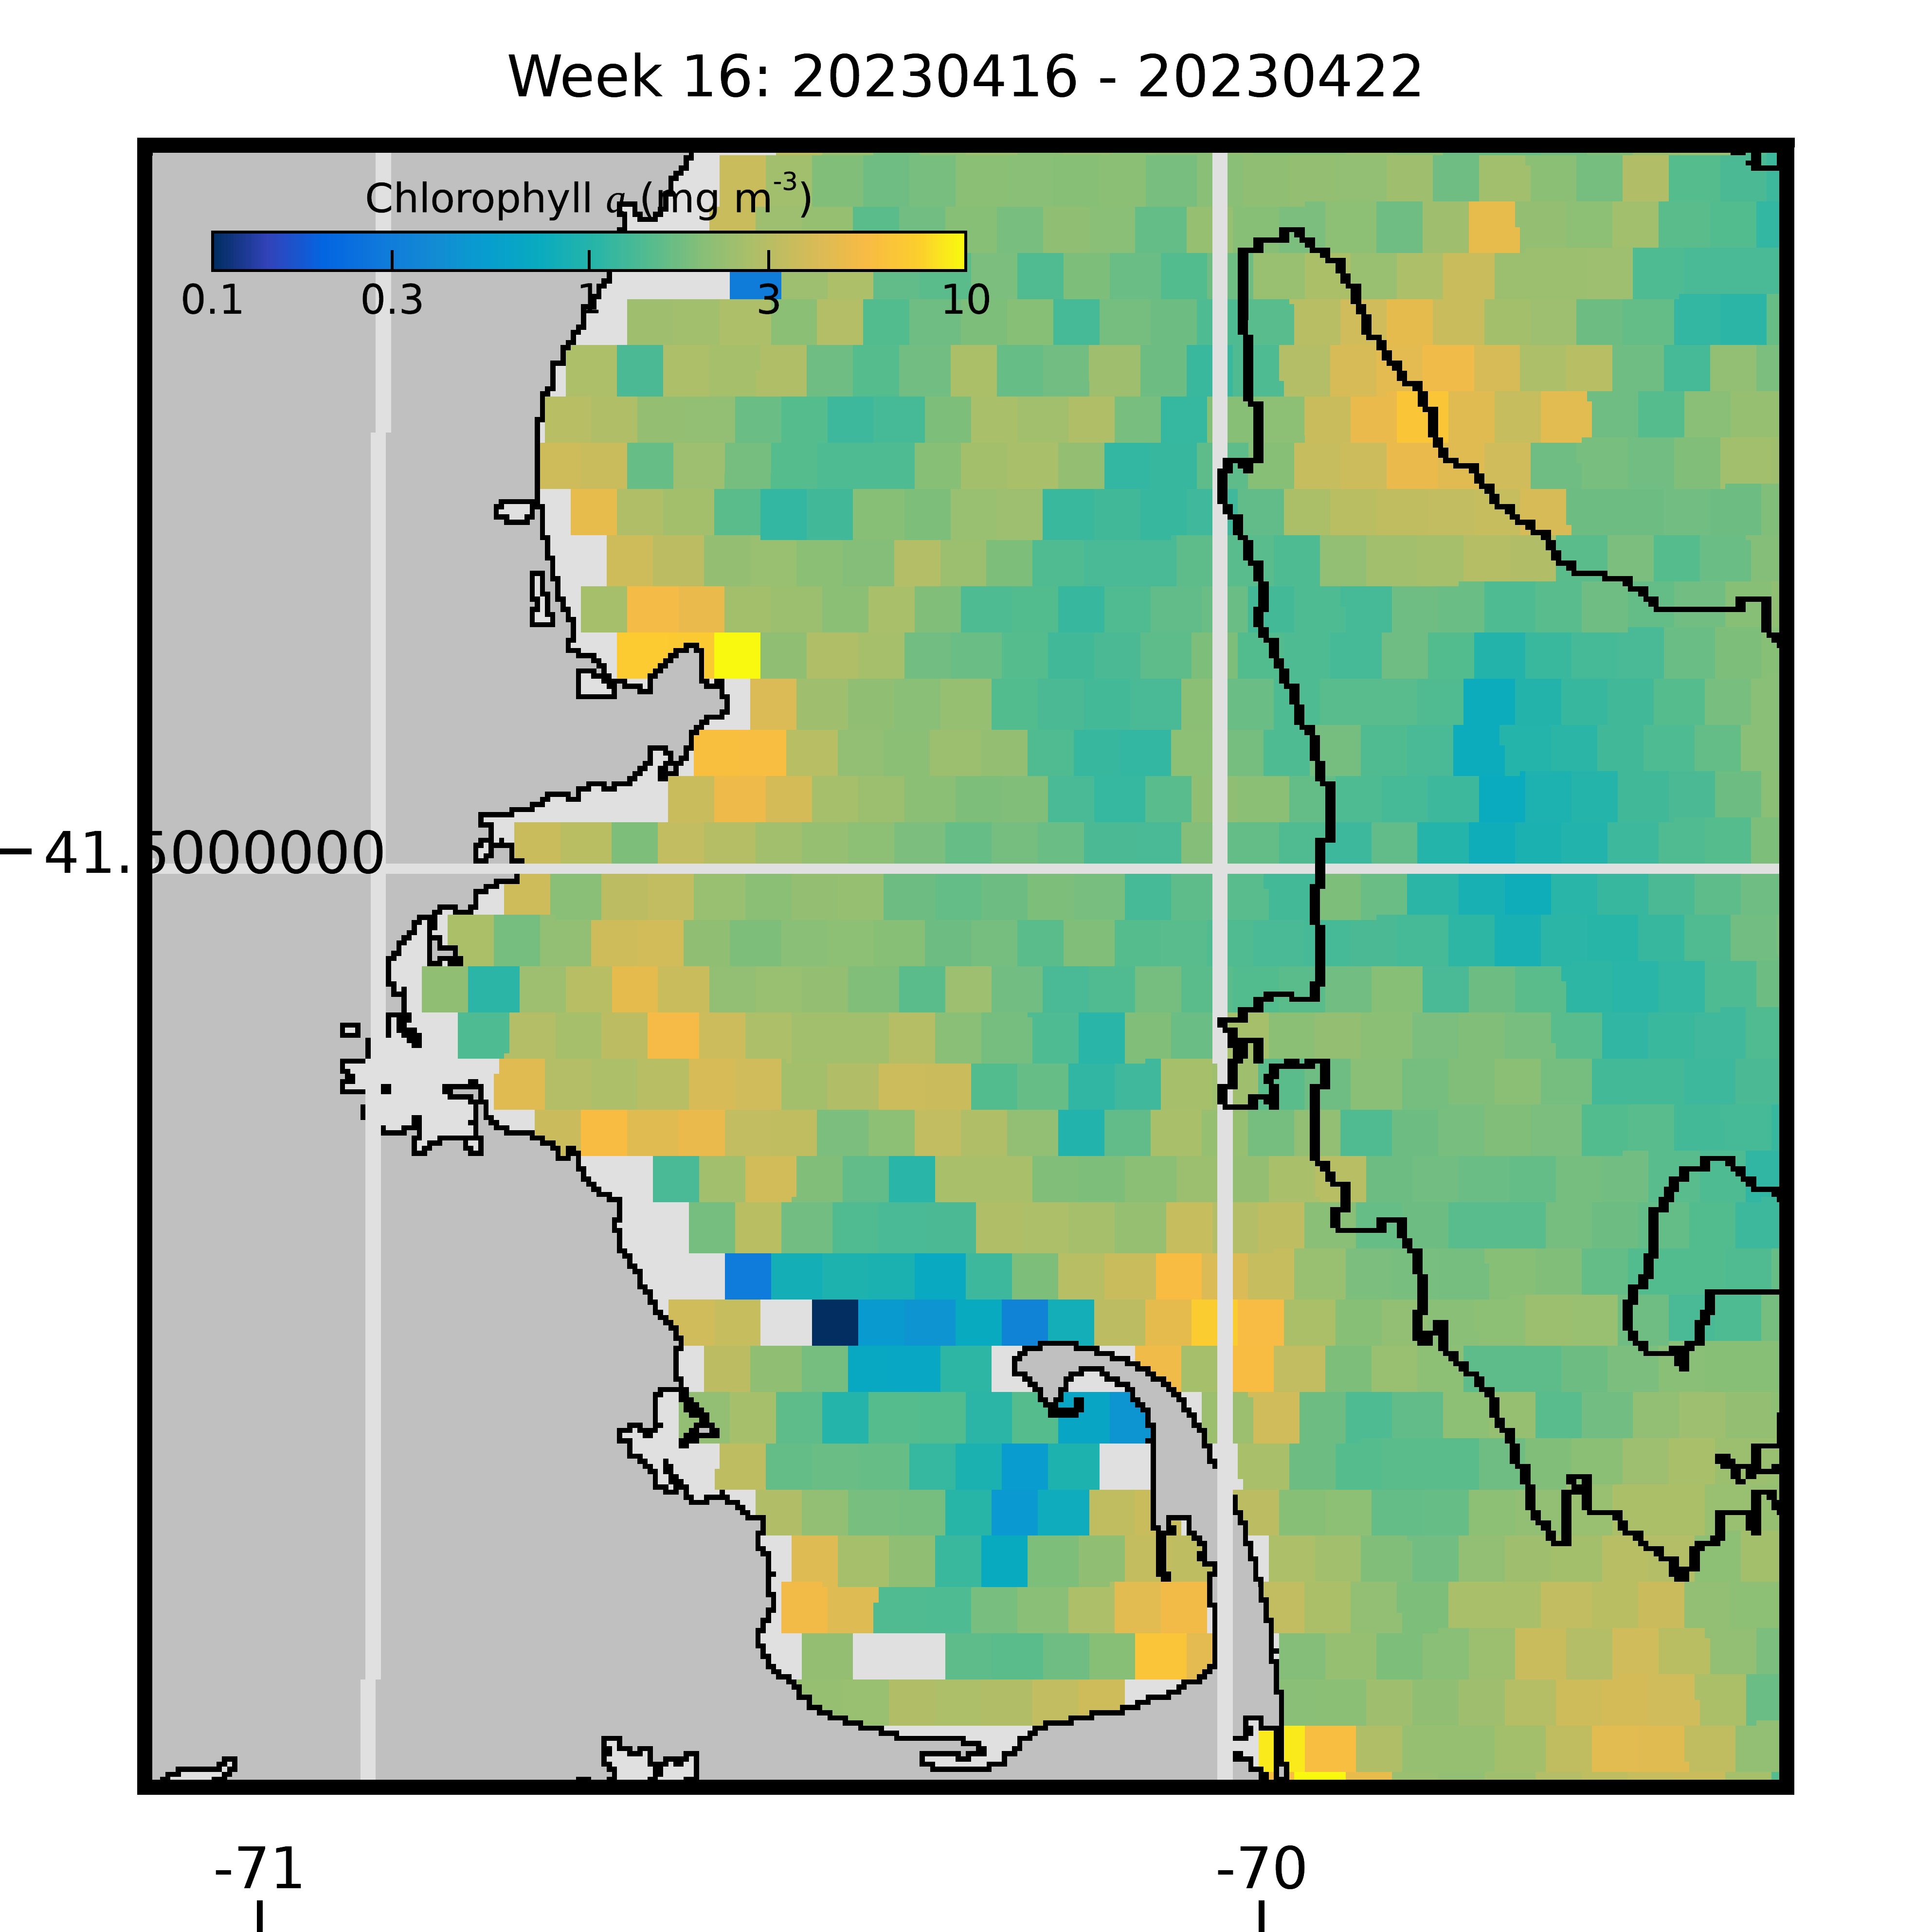 Week 16: 20230416 - 20230422
Chlorophyll a (mg m-3)
0.1 0.3 1 3 10
−41.5000000
-71 -70